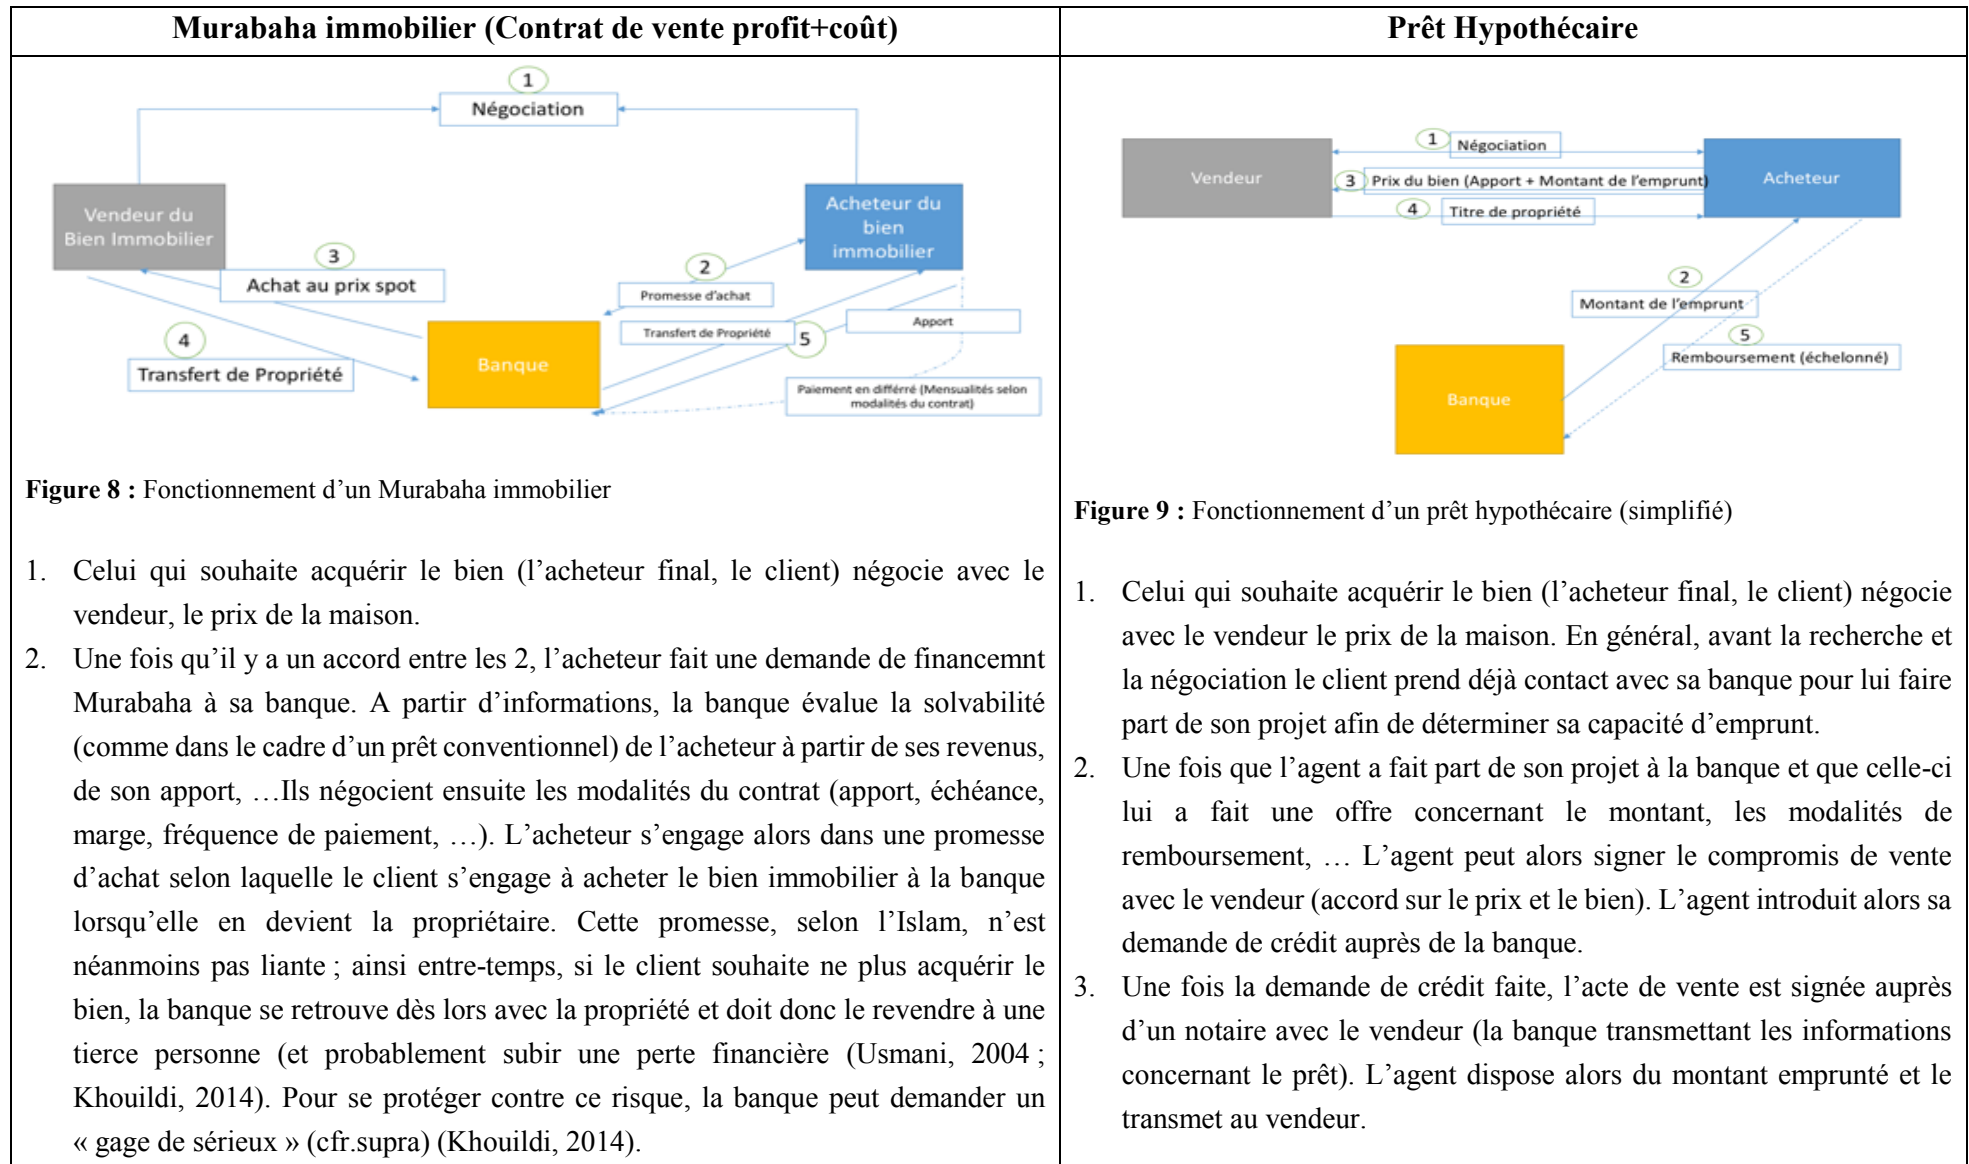 Murabaha immobilier (Contrat de vente profit+coût)
1
Négociation
Vendeur du
Bien Immobilier
Acheteur du
bien
immobilier
3
Achat au prix spot
2
Promesse d'achat
Transfert de Propriété
5
Apport
4
Transfert de Propriété
Banque
Paiement en différré (Mensualités selon
modalités du contrat)
Figure 8 : Fonctionnement d'un Murabaha immobilier
1. Celui qui souhaite acquérir le bien (l'acheteur final, le client) négocie avec le
vendeur, le prix de la maison.
2. Une fois qu'il y a un accord entre les 2, l'acheteur fait une demande de financemnt
Murabaha à sa banque. A partir d'informations, la banque évalue la solvabilité
(comme dans le cadre d'un prêt conventionnel) de l'acheteur à partir de ses revenus,
de son apport, …Ils négocient ensuite les modalités du contrat (apport, échéance,
marge, fréquence de paiement, …). L'acheteur s'engage alors dans une promesse
d'achat selon laquelle le client s'engage à acheter le bien immobilier à la banque
lorsqu'elle en devient la propriétaire. Cette promesse, selon l'Islam, n'est
néanmoins pas liante ; ainsi entre-temps, si le client souhaite ne plus acquérir le
bien, la banque se retrouve dès lors avec la propriété et doit donc le revendre à une
tierce personne (et probablement subir une perte financière (Usmani, 2004 ;
Khouildi, 2014). Pour se protéger contre ce risque, la banque peut demander un
« gage de sérieux » (cfr.supra) (Khouildi, 2014).
Prêt Hypothécaire
Vendeur
1
Négociation
3
Prix du bien (Apport + Montant de l'emprunt)
4
Titre de propriété
Acheteur
2
Montant de l'emprunt
5
Remboursement (échelonné)
Banque
Figure 9 : Fonctionnement d'un prêt hypothécaire (simplifié)
1. Celui qui souhaite acquérir le bien (l'acheteur final, le client) négocie
avec le vendeur le prix de la maison. En général, avant la recherche et
la négociation le client prend déjà contact avec sa banque pour lui faire
part de son projet afin de déterminer sa capacité d'emprunt.
2. Une fois que l'agent a fait part de son projet à la banque et que celle-ci
lui a fait une offre concernant le montant, les modalités de
remboursement, … L'agent peut alors signer le compromis de vente
avec le vendeur (accord sur le prix et le bien). L'agent introduit alors sa
demande de crédit auprès de la banque.
3. Une fois la demande de crédit faite, l'acte de vente est signée auprès
d'un notaire avec le vendeur (la banque transmettant les informations
concernant le prêt). L'agent dispose alors du montant emprunté et le
transmet au vendeur.